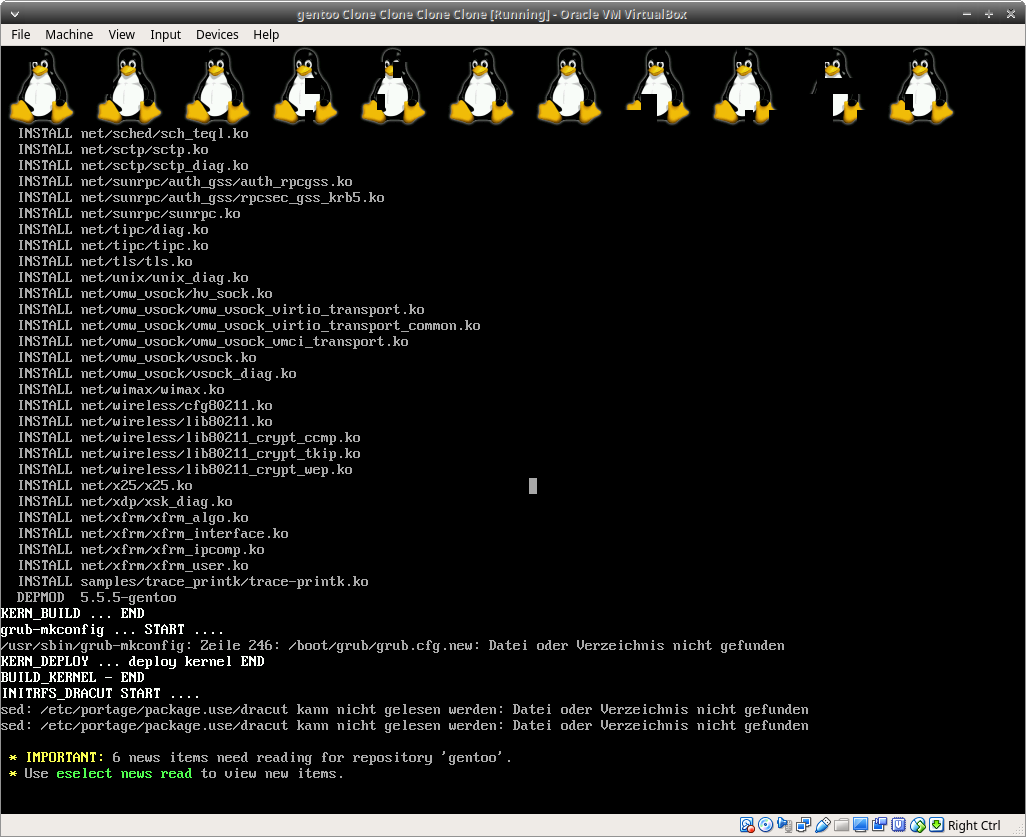 gentoo Clone Clone Clone Clone [Running] - Oracle VM VirtualBox
File Machine View Input Devices Help
INSTALL net/sched/sch_teql.ko
INSTALL net/sctp/sctp.ko
INSTALL net/sctp/sctp_diag.ko
INSTALL net/sunrpc/auth_gss/auth_rpcgss.ko
INSTALL net/sunrpc/auth_gss/rpcsec_gss_krb5.ko
INSTALL net/sunrpc/sunrpc.ko
INSTALL net/tipc/diag.ko
INSTALL net/tipc/tipc.ko
INSTALL net/tls/tls.ko
INSTALL net/unix/unix_diag.ko
INSTALL net/vmw_vsock/hv_sock.ko
INSTALL net/vmw_vsock/vmw_vsock_virtio_transport.ko
INSTALL net/vmw_vsock/vmw_vsock_virtio_transport_common.ko
INSTALL net/vmw_vsock/vmw_vsock_vmci_transport.ko
INSTALL net/vmw_vsock/vsock.ko
INSTALL net/vmw_vsock/vsock_diag.ko
INSTALL net/wimax/wimax.ko
INSTALL net/wireless/cfg80211.ko
INSTALL net/wireless/lib80211.ko
INSTALL net/wireless/lib80211_crypt_ccmp.ko
INSTALL net/wireless/lib80211_crypt_tkip.ko
INSTALL net/wireless/lib80211_crypt_wep.ko
INSTALL net/x25/x25.ko
INSTALL net/xdp/xsk_diag.ko
INSTALL net/xfrm/xfrm_algo.ko
INSTALL net/xfrm/xfrm_interface.ko
INSTALL net/xfrm/xfrm_ipcomp.ko
INSTALL net/xfrm/xfrm_user.ko
INSTALL samples/trace_printk/trace-printk.ko
DEPMOD 5.5.5-gentoo
KERN_BUILD ... END
grub-mkconfig ... START ....
/usr/sbin/grub-mkconfig: Zeile 246: /boot/grub/grub.cfg.new: Datei oder Verzeichnis nicht gefunden
KERN_DEPLOY ... deploy kernel END
BUILD_KERNEL - END
INITRFS_DRACUT START ....
sed: /etc/portage/package.use/dracut kann nicht gelesen werden: Datei oder Verzeichnis nicht gefunden
sed: /etc/portage/package.use/dracut kann nicht gelesen werden: Datei oder Verzeichnis nicht gefunden
* IMPORTANT: 6 news items need reading for repository 'gentoo'.
* Use eselect news read to view new items.
Right Ctrl